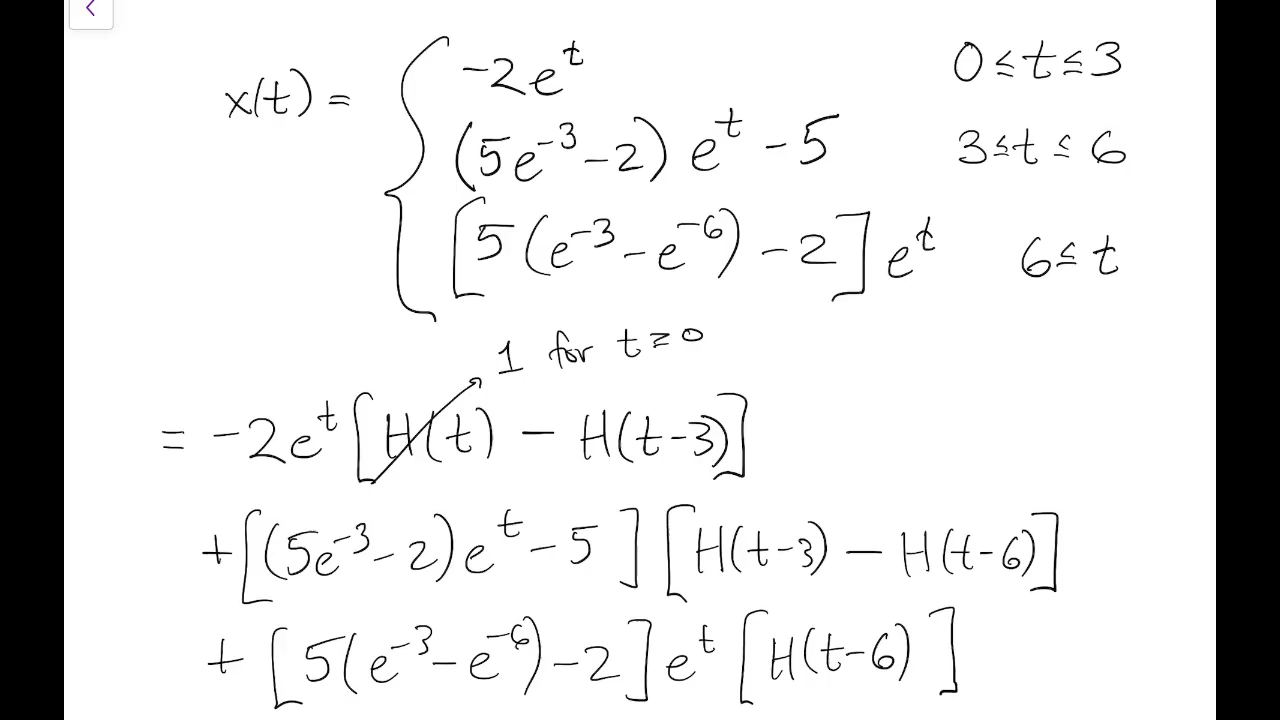 x(t) = { -2e^t 0 ≤ t ≤ 3
(5e^-3 - 2) e^t - 5 3 ≤ t ≤ 6
[5(e^-3 - e^-6) - 2] e^t 6 ≤ t
1 for t ≥ 0
= -2e^t [H(t) - H(t-3)]
+ [(5e^-3 - 2)e^t - 5] [H(t-3) - H(t-6)]
+ [5(e^-3 - e^-6) - 2] e^t [H(t-6)]